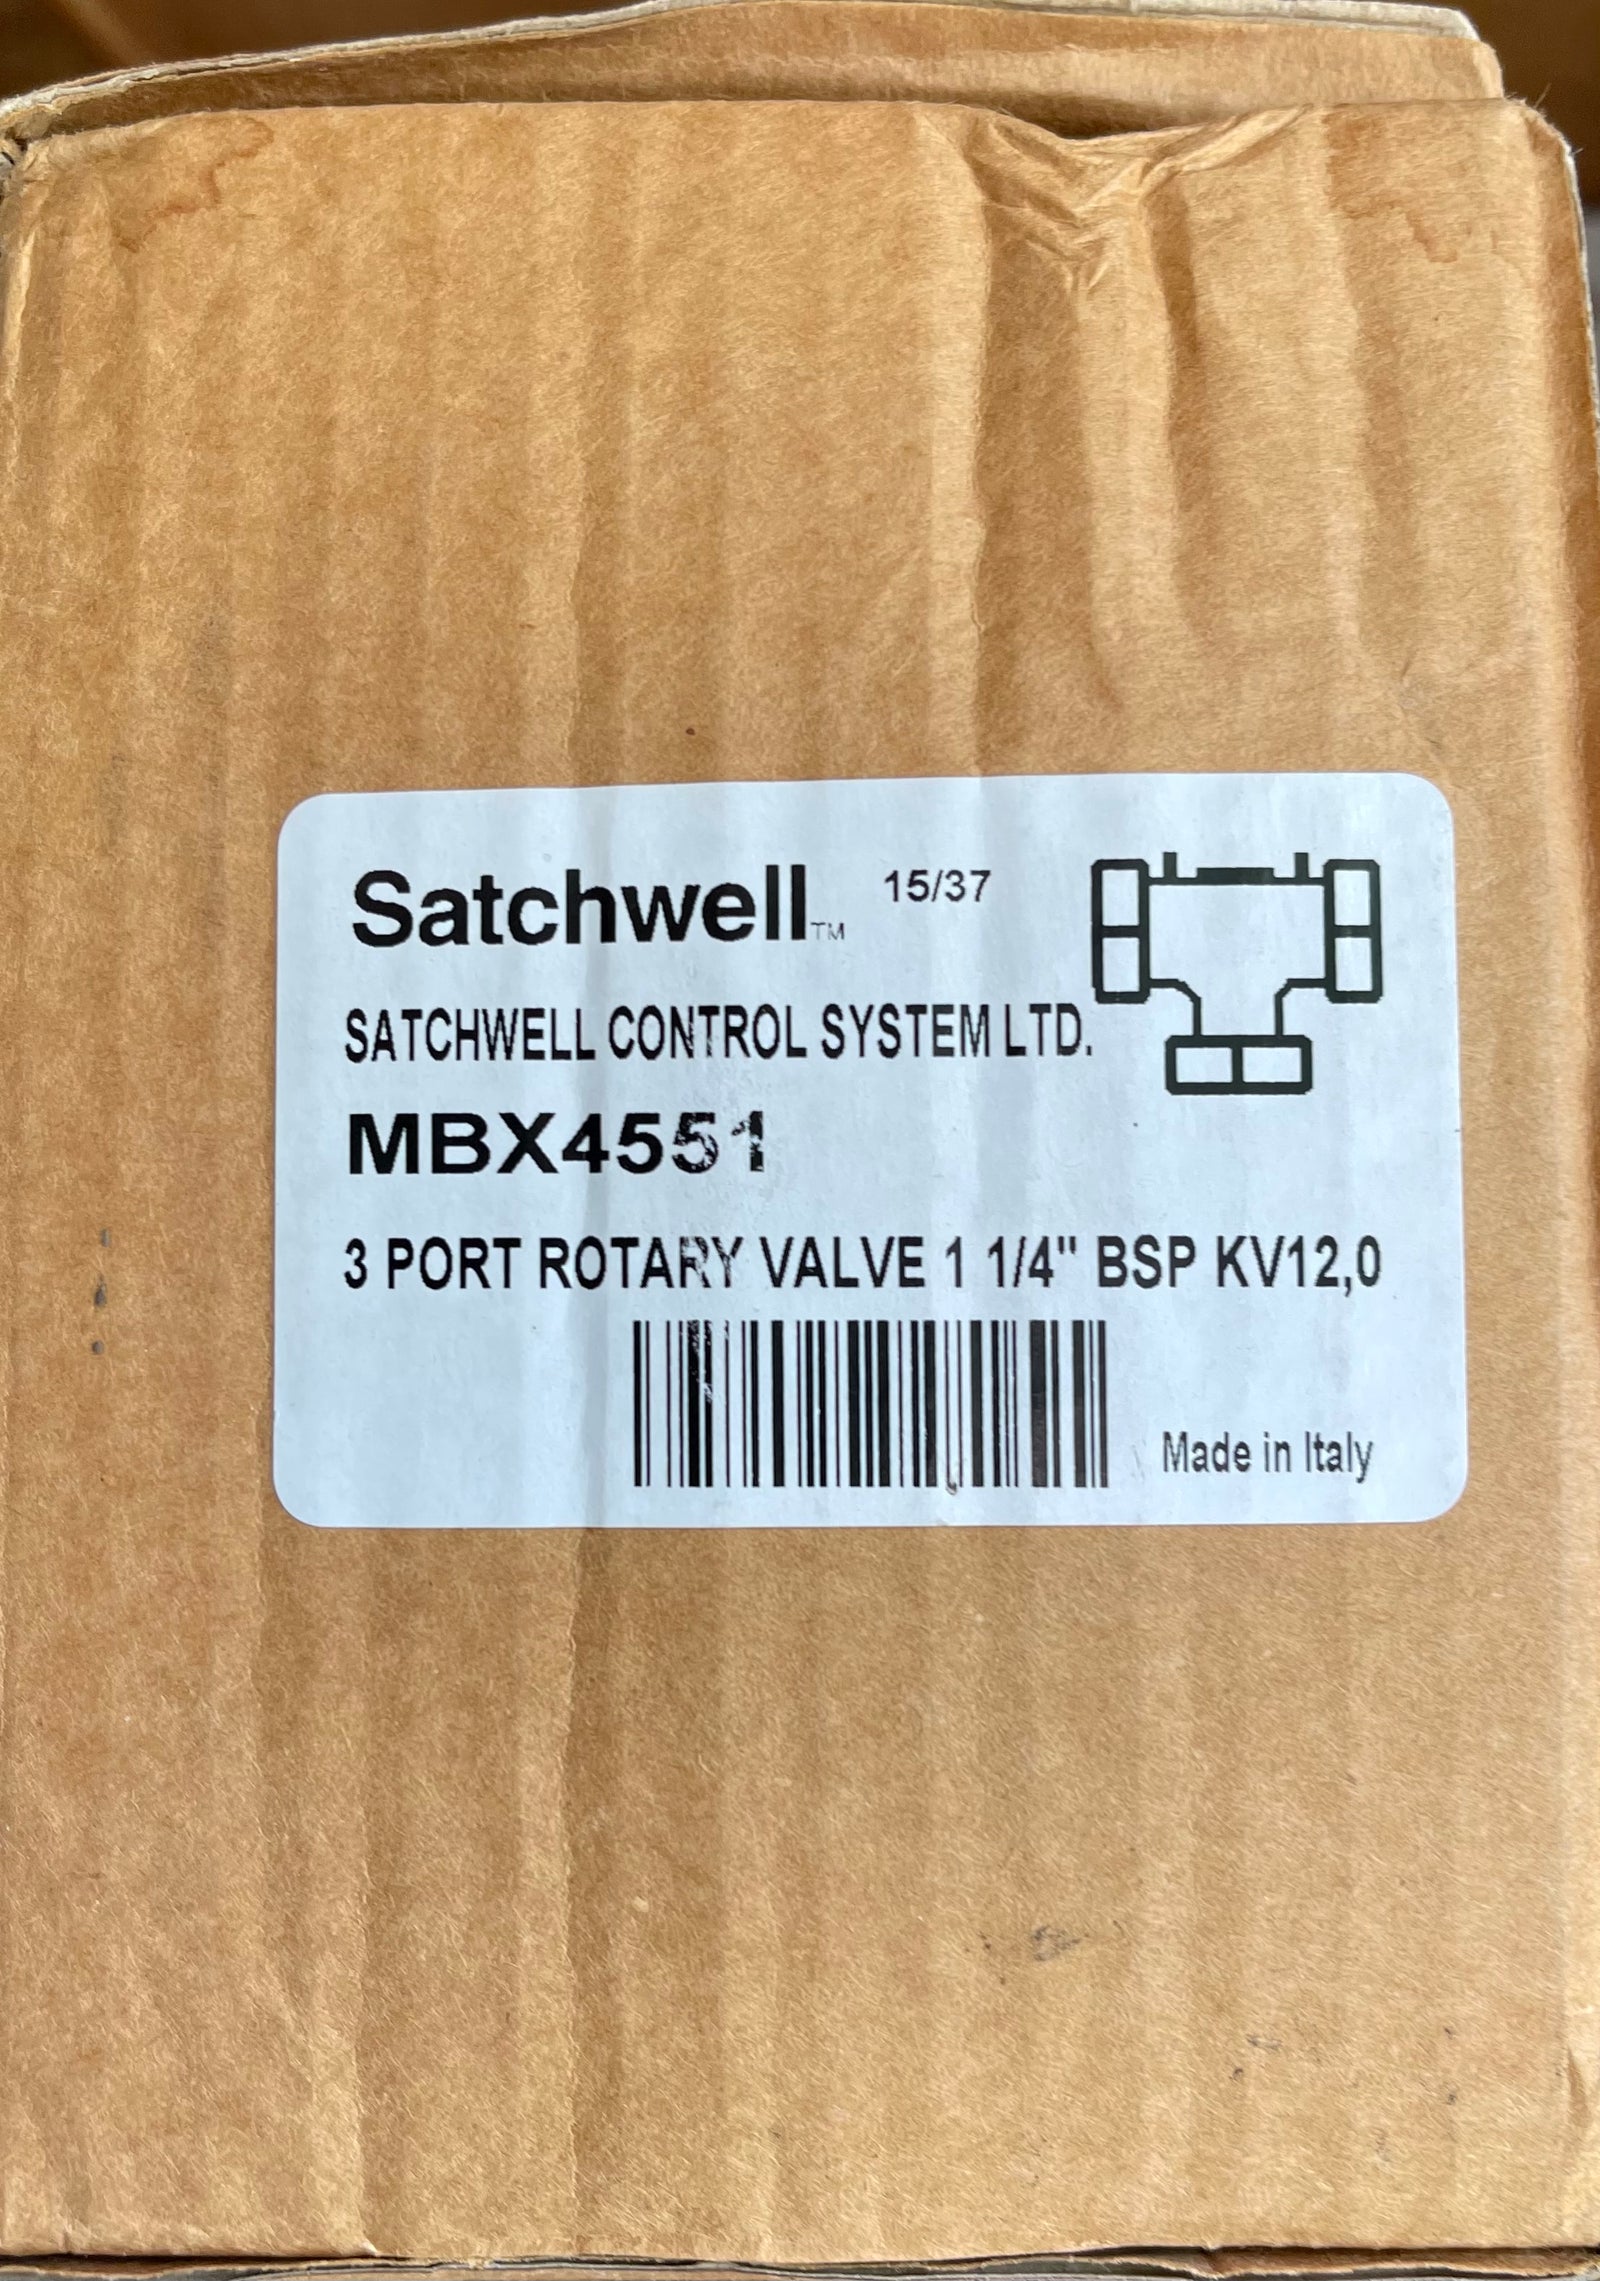 Satchwell™ 15/37
SATCHWELL CONTROL SYSTEM LTD.
MBX4551
3 PORT ROTARY VALVE 1 1/4" BSP KV12,0
Made in Italy